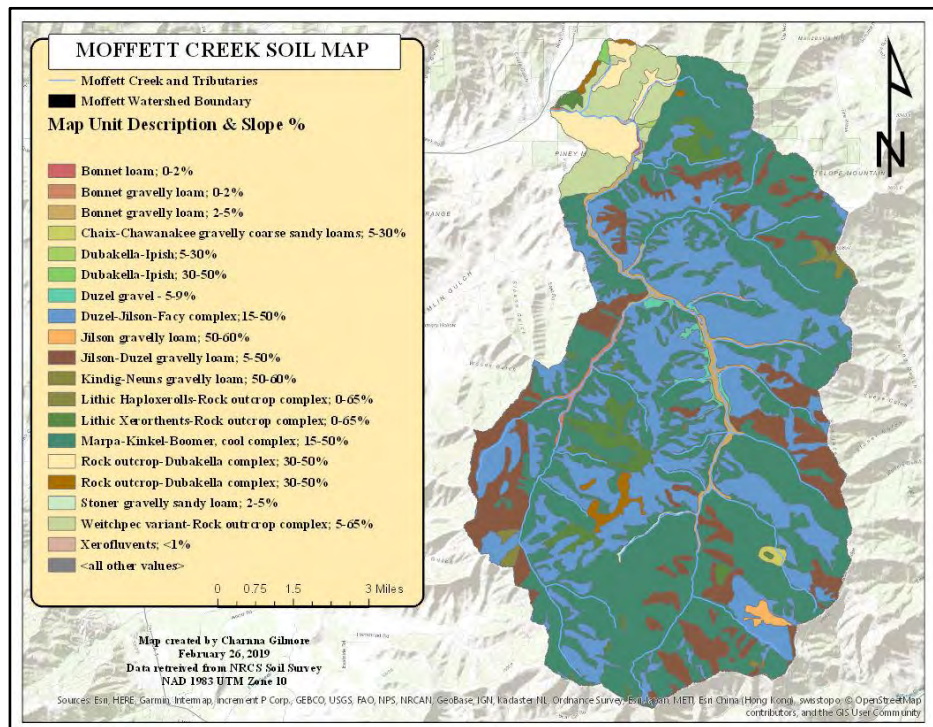 MOFFETT CREEK SOIL MAP
Moffett Creek and Tributaries
Moffett Watershed Boundary
Map Unit Description & Slope %
Bonnet loam; 0-2%
Bonnet gravelly loam; 0-2%
Bonnet gravelly loam; 2-5%
Chaix-Chawanakee gravelly coarse sandy loams; 5-30%
Dubakella-Ipish; 5-30%
Dubakella-Ipish; 30-50%
Duzel gravel - 5-9%
Duzel-Jilson-Facy complex; 15-50%
Jilson gravelly loam; 50-60%
Jilson-Duzel gravelly loam; 5-50%
Kindig-Neuns gravelly loam; 50-60%
Lithic Haploxerolls-Rock outcrop complex; 0-65%
Lithic Xerorthents-Rock outcrop complex; 0-65%
Marpa-Kinkel-Boomer, cool complex; 15-50%
Rock outcrop-Dubakella complex; 30-50%
Rock outcrop-Dubakella complex; 30-50%
Stoner gravelly sandy loam; 2-5%
Weitchpec variant-Rock outrcrop complex; 5-65%
Xerofluvents; <1%
<all other values>
0 0.75 1.5 3 Miles
Map created by Charnna Gilmore
February 26, 2019
Data retreived from NRCS Soil Survey
NAD 1983 UTM Zone 10
N
PINEY
RANGE
MOUNTAIN
GULCH
Sources: Esri, HERE, Garmin, Intermap, increment P Corp., GEBCO, USGS, FAO, NPS, NRCAN, GeoBase, IGN, Kadaster NL, Ordnance Survey, Esri Japan, METI, Esri China (Hong Kong), swisstopo, © OpenStreetMap
contributors, and the GIS User Community